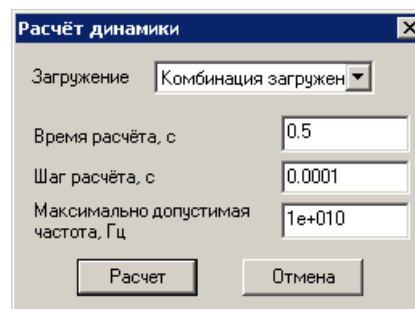 Расчёт динамики
Загружение Комбинация загружен
Время расчёта, с 0.5
Шаг расчёта, с 0.0001
Максимально допустимая
частота, Гц 1e+010
Расчет Отмена